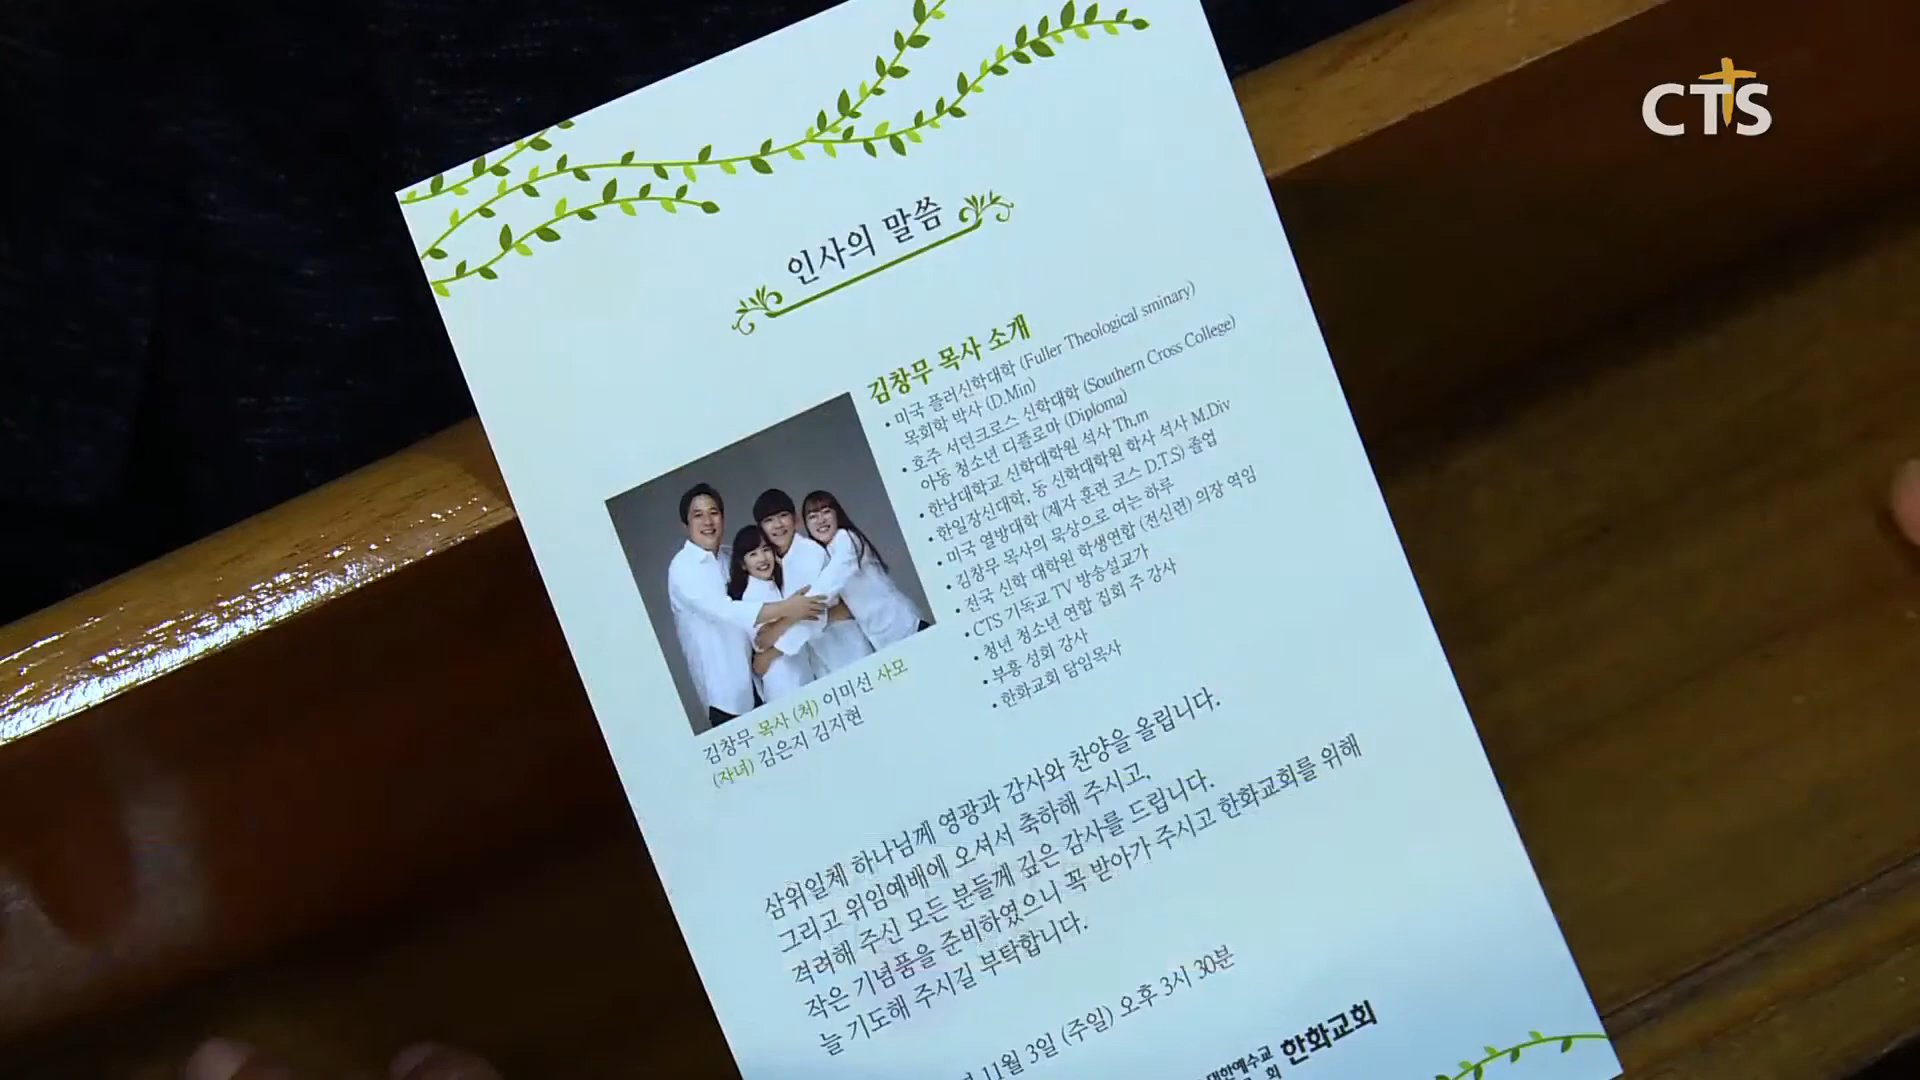 CTS
인사의 말씀
김창무 목사 소개
• 미국 플러신학대학 (Fuller Theological sminary)
목회학 박사 (D.Min)
• 호주 서던크로스 신학대학 (Southern Cross College)
아동 청소년 디플로마 (Diploma)
• 한남대학교 신학대학원 석사 Th,m
• 한일장신대학, 동 신학대학원 학사 석사 M.Div
• 미국 열방대학 (제자 훈련 코스 D.T.S) 졸업
• 김창무 목사의 묵상으로 여는 하루
• 전국 신학 대학원 학생연합 (전신련) 의장 역임
• CTS 기독교 TV 방송설교가
• 청년 청소년 연합 집회 주 강사
• 부흥 성회 강사
• 한화교회 담임목사
김창무 목사 (처) 이미선 사모
(자녀) 김은지 김지현
삼위일체 하나님께 영광과 감사와 찬양을 올립니다.
그리고 위임예배에 오셔서 축하해 주시고,
격려해 주신 모든 분들께 깊은 감사를 드립니다.
작은 기념품을 준비하였으니 꼭 받아가 주시고 한화교회를 위해
늘 기도해 주시길 부탁합니다.
11월 3일 (주일) 오후 3시 30분
대한예수교
회 한화교회